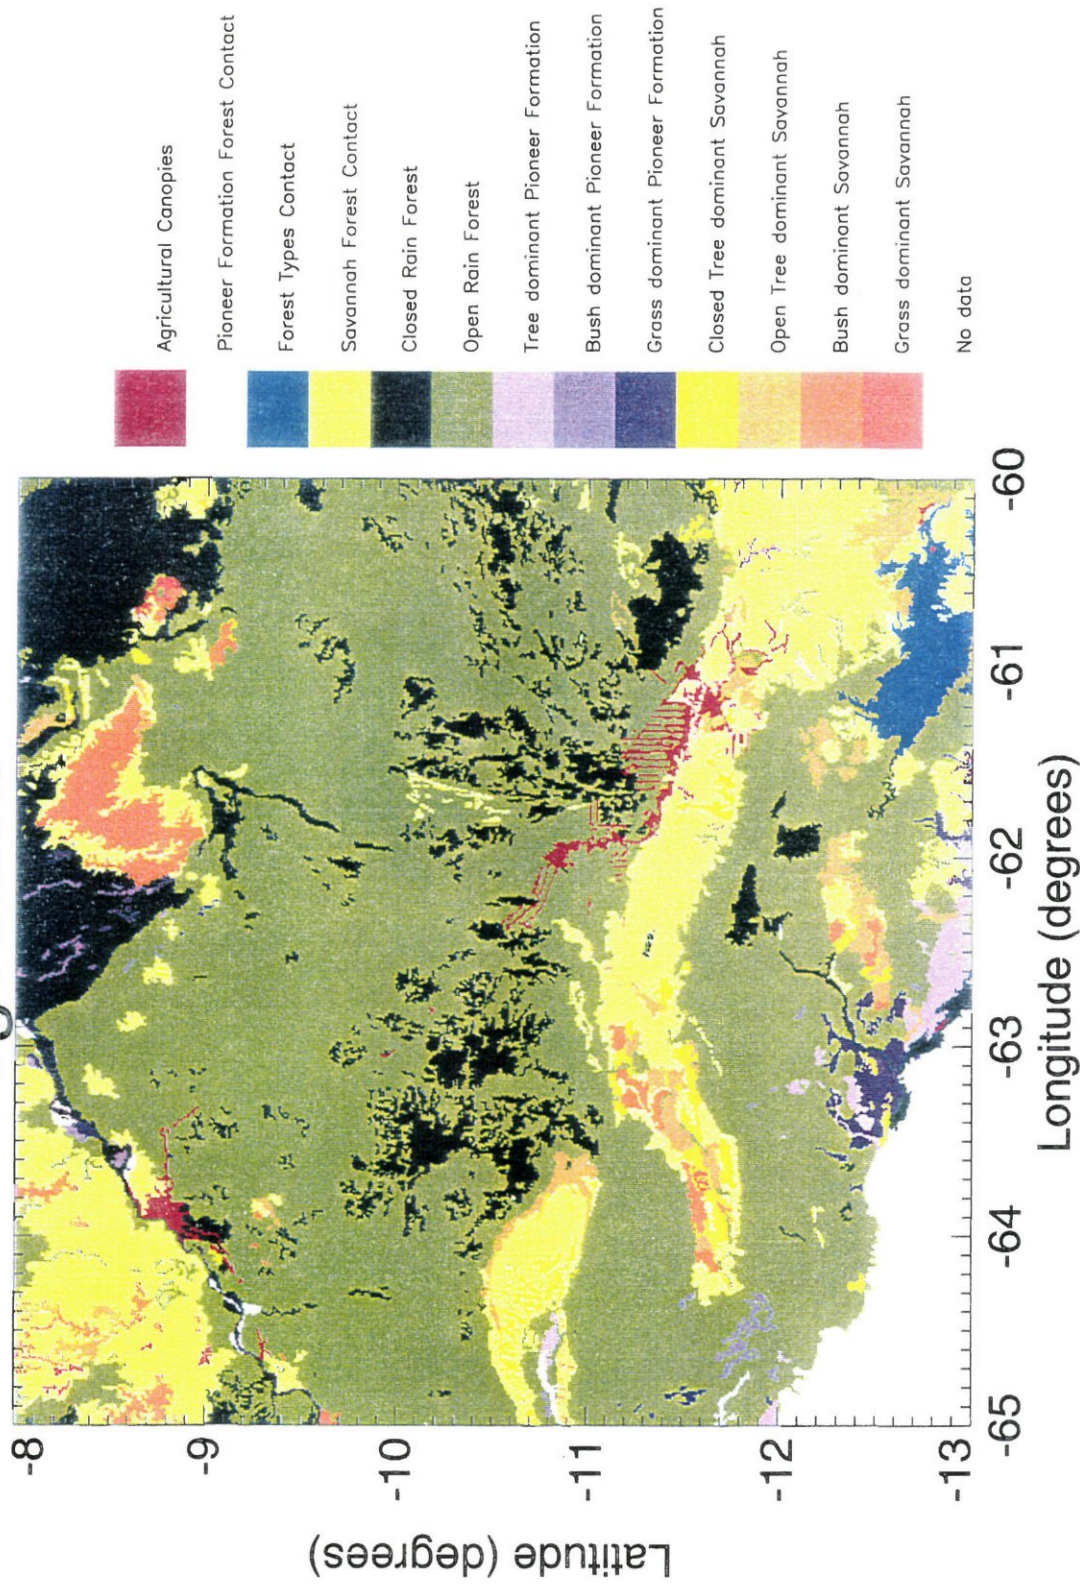 Agricultural Canopies
Pioneer Formation Forest Contact
Forest Types Contact
Savannah Forest Contact
Closed Rain Forest
Open Rain Forest
Tree dominant Pioneer Formation
Bush dominant Pioneer Formation
Grass dominant Pioneer Formation
Closed Tree dominant Savannah
Open Tree dominant Savannah
Bush dominant Savannah
Grass dominant Savannah
No data
-8
-9
-10
-11
-12
-13
Latitude (degrees)
-65
-64
-63
-62
-61
-60
Longitude (degrees)